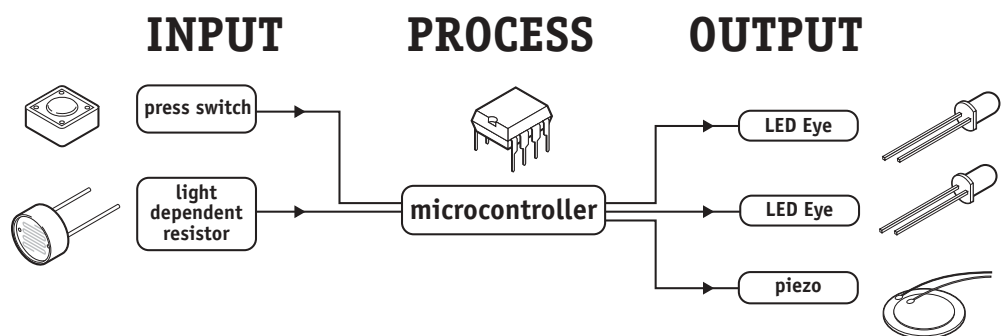 INPUT PROCESS OUTPUT
press switch
light
dependent
resistor
microcontroller
LED Eye
LED Eye
piezo